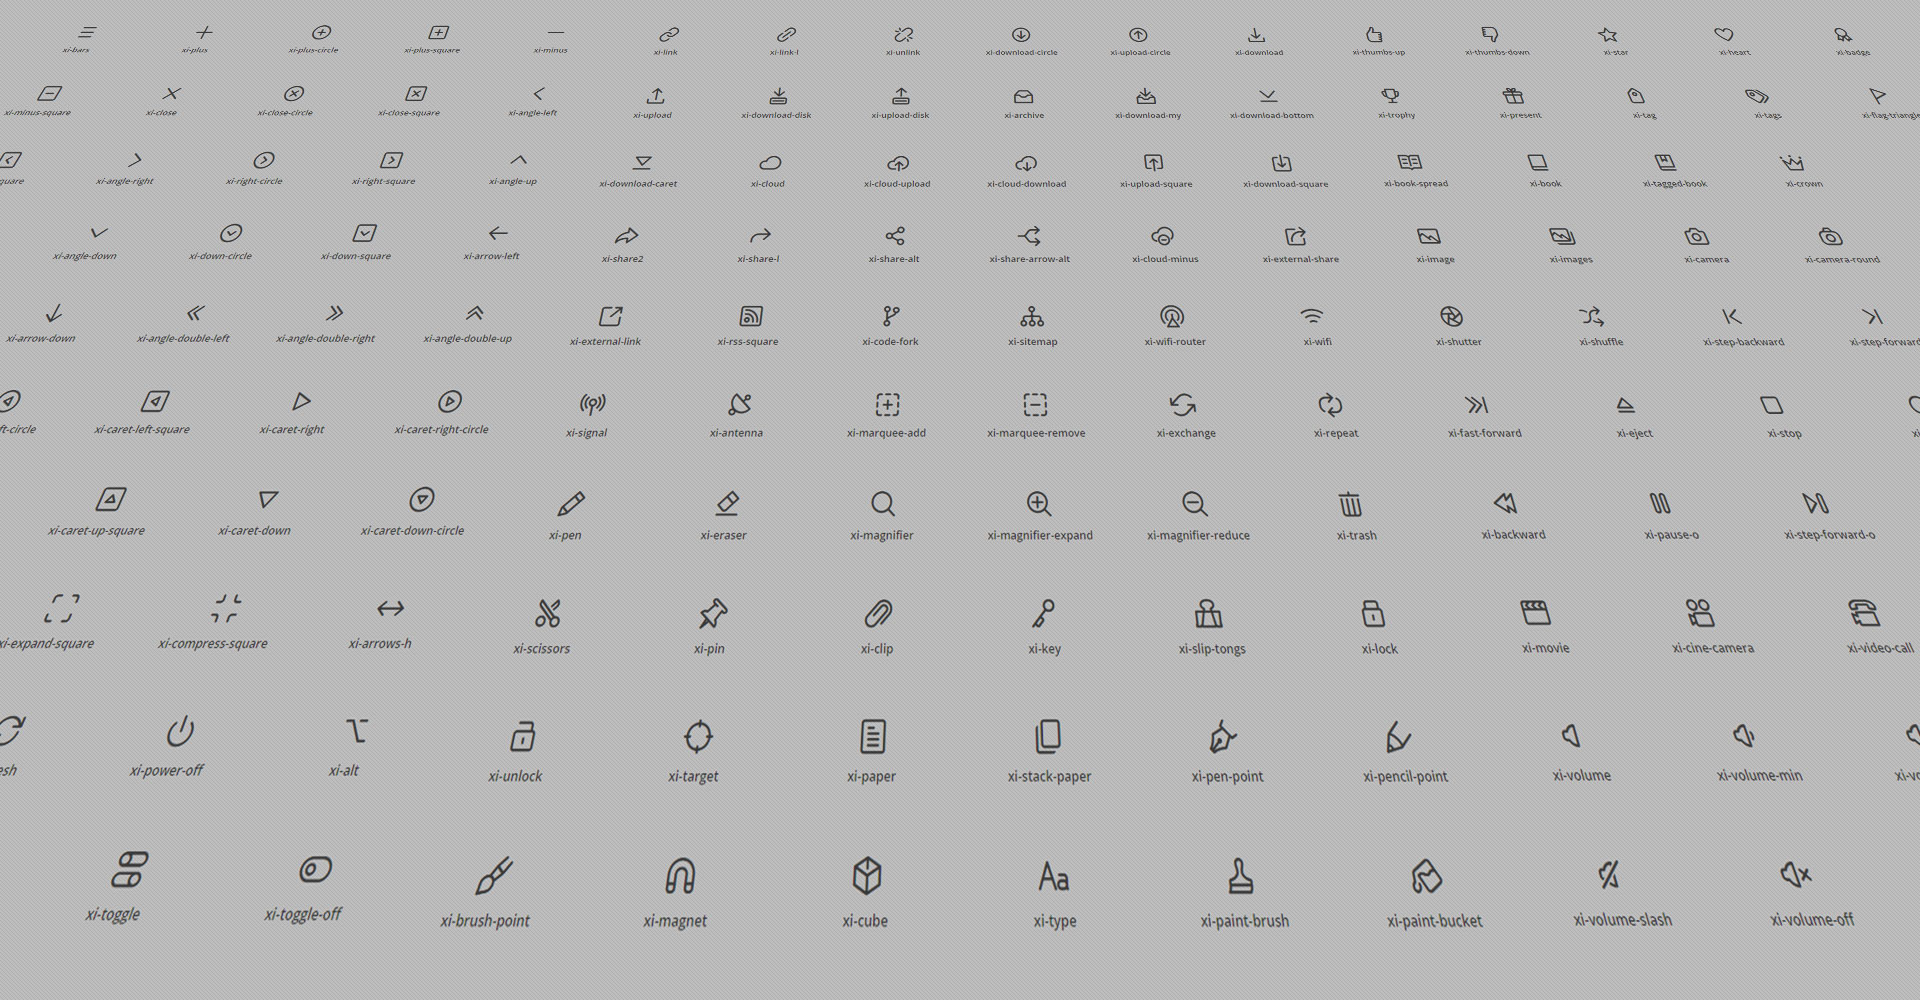 xi-bars xi-plus xi-plus-circle xi-plus-square xi-minus xi-link xi-link-l xi-unlink xi-download-circle xi-upload-circle xi-download xi-thumbs-up xi-thumbs-down xi-star xi-heart xi-badge
xi-minus-square xi-close xi-close-circle xi-close-square xi-angle-left xi-upload xi-download-disk xi-upload-disk xi-archive xi-download-my xi-download-bottom xi-trophy xi-present xi-tag xi-tags xi-flag-triangle
quare xi-angle-right xi-right-circle xi-right-square xi-angle-up xi-download-caret xi-cloud xi-cloud-upload xi-cloud-download xi-upload-square xi-download-square xi-book-spread xi-book xi-tagged-book xi-crown
xi-angle-down xi-down-circle xi-down-square xi-arrow-left xi-share2 xi-share-l xi-share-alt xi-share-arrow-alt xi-cloud-minus xi-external-share xi-image xi-images xi-camera xi-camera-round
xi-arrow-down xi-angle-double-left xi-angle-double-right xi-angle-double-up xi-external-link xi-rss-square xi-code-fork xi-sitemap xi-wifi-router xi-wifi xi-shutter xi-shuffle xi-step-backward xi-step-forward
ft-circle xi-caret-left-square xi-caret-right xi-caret-right-circle xi-signal xi-antenna xi-marquee-add xi-marquee-remove xi-exchange xi-repeat xi-fast-forward xi-eject xi-stop xi
xi-caret-up-square xi-caret-down xi-caret-down-circle xi-pen xi-eraser xi-magnifier xi-magnifier-expand xi-magnifier-reduce xi-trash xi-backward xi-pause-o xi-step-forward-o
xi-expand-square xi-compress-square xi-arrows-h xi-scissors xi-pin xi-clip xi-key xi-slip-tongs xi-lock xi-movie xi-cine-camera xi-video-call
esh xi-power-off xi-alt xi-unlock xi-target xi-paper xi-stack-paper xi-pen-point xi-pencil-point xi-volume xi-volume-min xi-vo
xi-toggle xi-toggle-off xi-brush-point xi-magnet xi-cube Aa xi-type xi-paint-brush xi-paint-bucket xi-volume-slash xi-volume-off